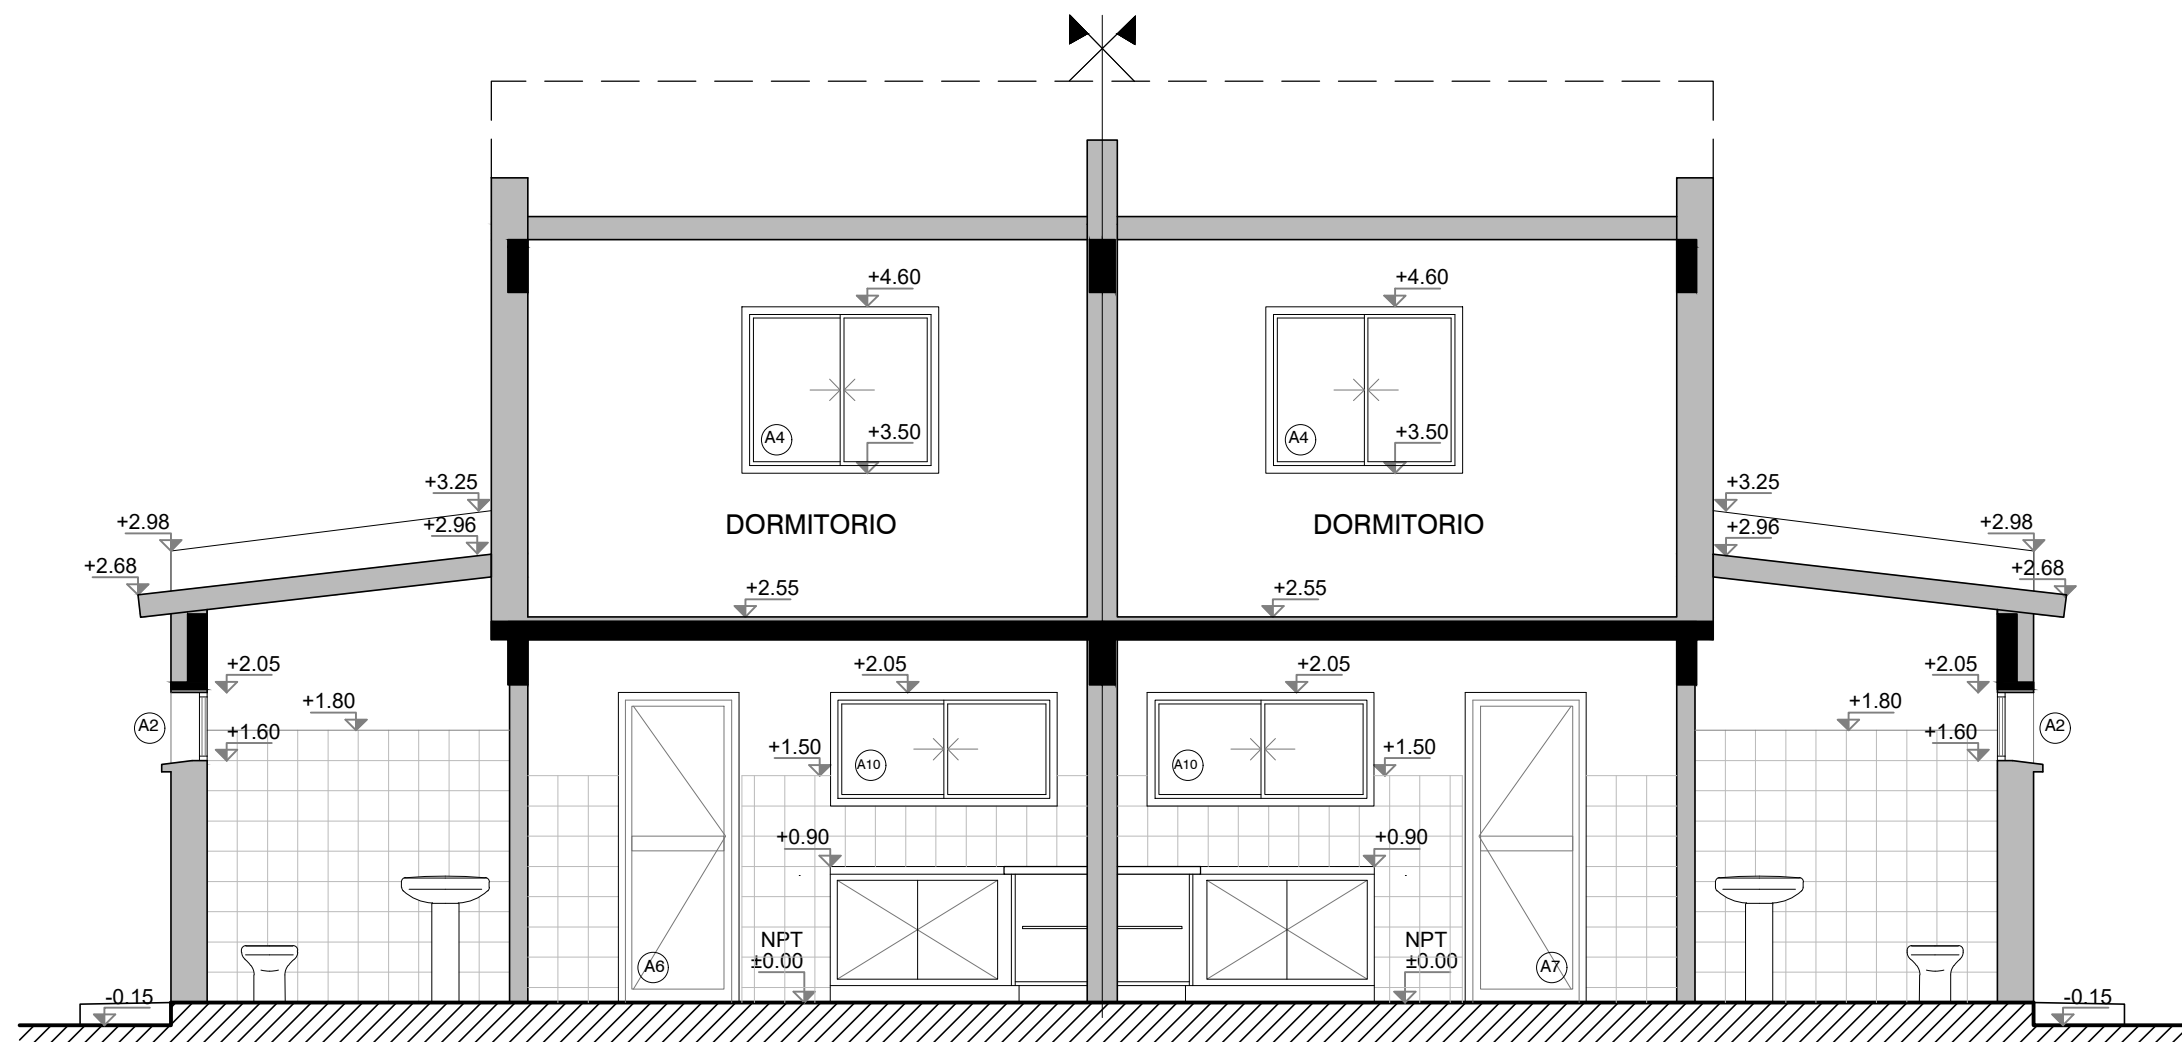 +4.60 +4.60
A4 +3.50 A4 +3.50
+3.25 +3.25
+2.98 +2.96 DORMITORIO DORMITORIO +2.96 +2.98
+2.68 +2.68
+2.55 +2.55
+2.05 +2.05 +2.05 +2.05
+1.80 +1.80
A2 +1.60 +1.60 A2
+1.50 A10 A10 +1.50
+0.90 +0.90
NPT NPT
A6 ±0.00 ±0.00 A7
-0.15 -0.15